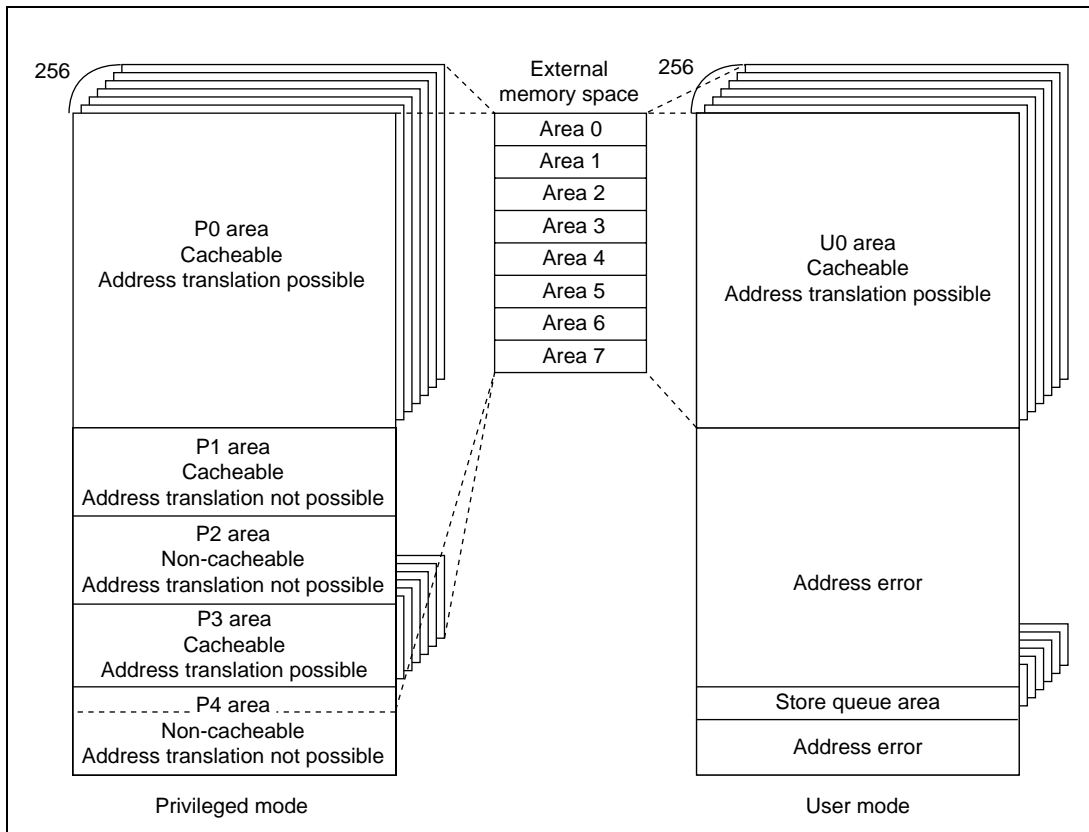 256
P0 area
Cacheable
Address translation possible
P1 area
Cacheable
Address translation not possible
P2 area
Non-cacheable
Address translation not possible
P3 area
Cacheable
Address translation possible
P4 area
Non-cacheable
Address translation not possible
Privileged mode
External
memory space
Area 0
Area 1
Area 2
Area 3
Area 4
Area 5
Area 6
Area 7
256
U0 area
Cacheable
Address translation possible
Address error
Store queue area
Address error
User mode